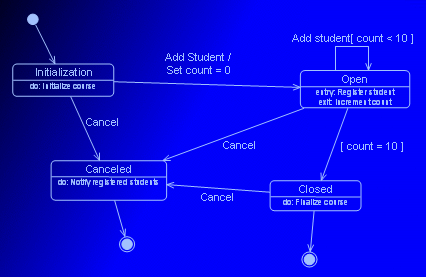 Add student[ count < 10 ]
Add Student /
Set count = 0
Initialization
do: Initialize course
Open
entry: Register student
exit: Increment count
Cancel
Cancel
[ count = 10 ]
Canceled
do: Notify registered students
Cancel
Closed
do: Finalize course